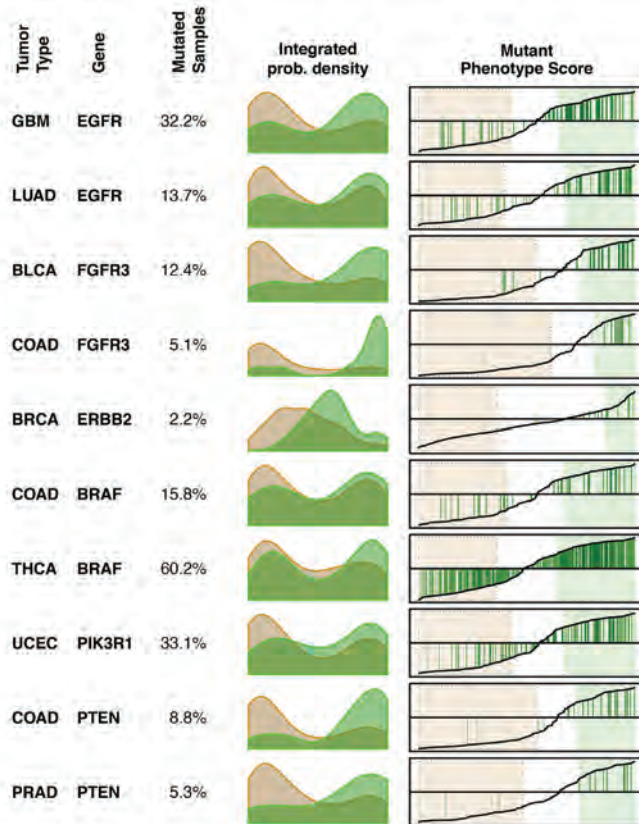 Tumor Type Gene Mutated Samples Integrated prob. density Mutant Phenotype Score
GBM EGFR 32.2%
LUAD EGFR 13.7%
BLCA FGFR3 12.4%
COAD FGFR3 5.1%
BRCA ERBB2 2.2%
COAD BRAF 15.8%
THCA BRAF 60.2%
UCEC PIK3R1 33.1%
COAD PTEN 8.8%
PRAD PTEN 5.3%